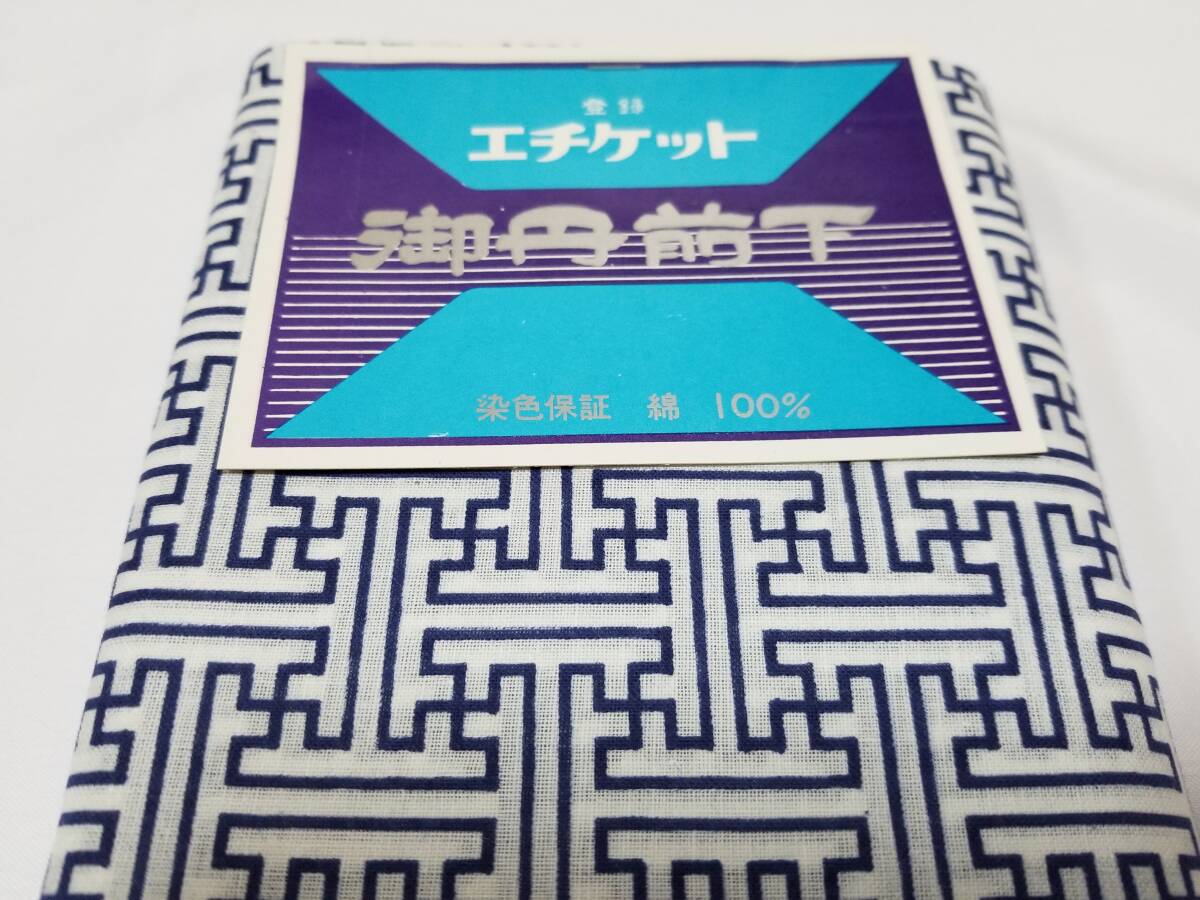 登録
エチケット
御丹前下
染色保証 綿 100%